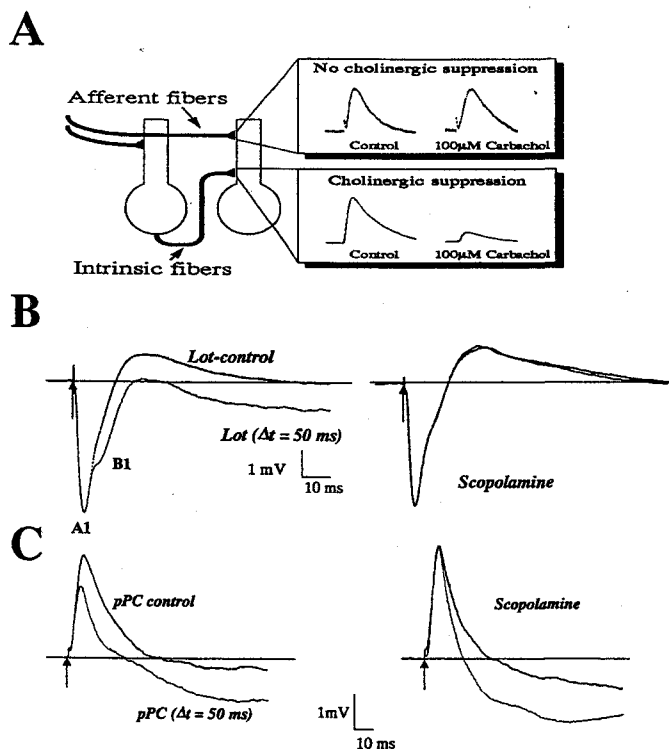 A
No cholinergic suppression
Afferent fibers
Control
100µM Carbachol
Cholinergic suppression
Control
100µM Carbachol
Intrinsic fibers
B
Lot-control
Lot (Δt = 50 ms)
B1
1 mV
10 ms
Scopolamine
A1
C
pPC control
Scopolamine
pPC (Δt = 50 ms)
1mV
10 ms